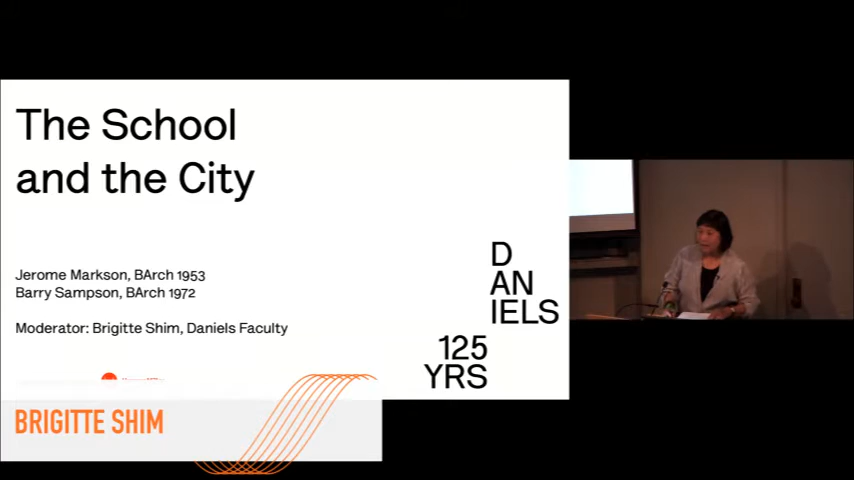 The School
and the City
Jerome Markson, BArch 1953
Barry Sampson, BArch 1972
Moderator: Brigitte Shim, Daniels Faculty
D
AN
IELS
125
YRS
BRIGITTE SHIM